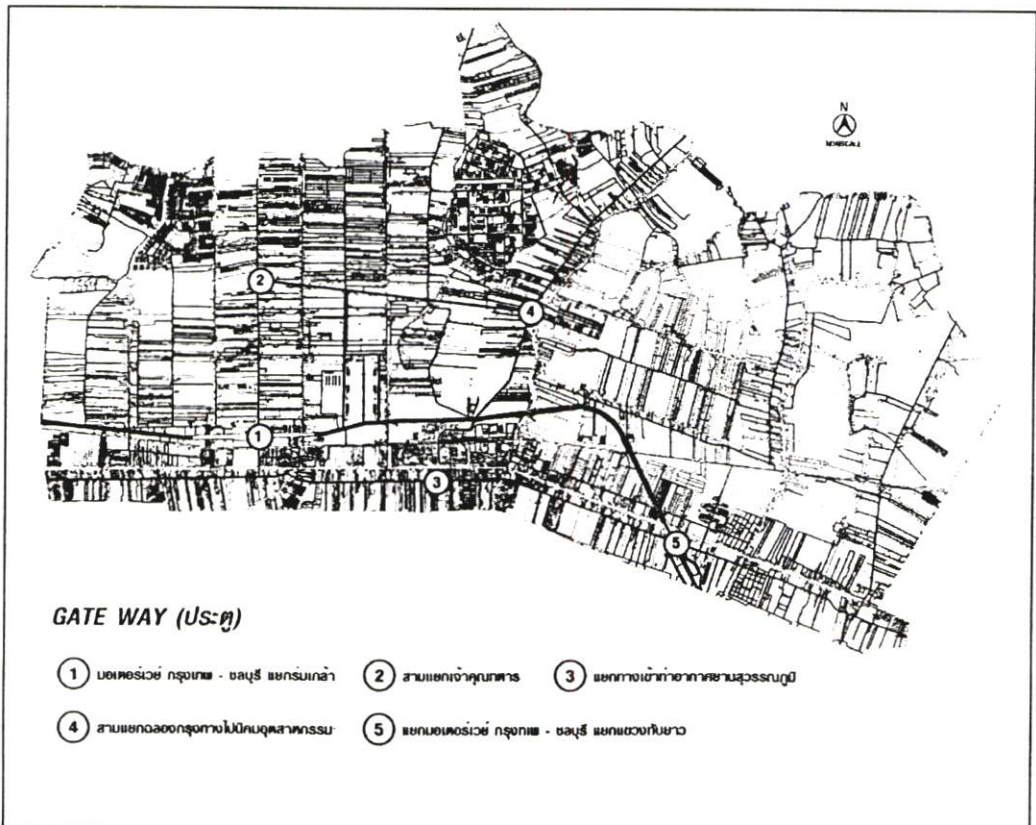 N
NONSCALE
2
4
1
3
5
GATE WAY (ประตู)
1 มอเตอร์เวย์ กรุงเทพ - ชลบุรี แยกร่มเกล้า 2 สามแยกเจ้าคุณทหาร 3 แยกทางเข้าท่าอากาศยานสุวรรณภูมิ
4 สามแยกฉลองกรุงทางไปนิคมอุตสาหกรรม 5 แยกมอเตอร์เวย์ กรุงเทพ - ชลบุรี แยกแขวงทับยาว